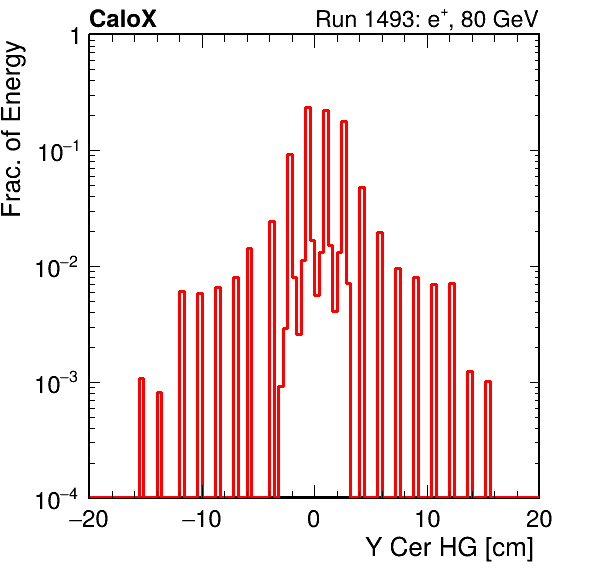 CaloX Run 1493: e⁺, 80 GeV
Frac. of Energy
1
10⁻¹
10⁻²
10⁻³
10⁻⁴
−20 −10 0 10 20
Y Cer HG [cm]